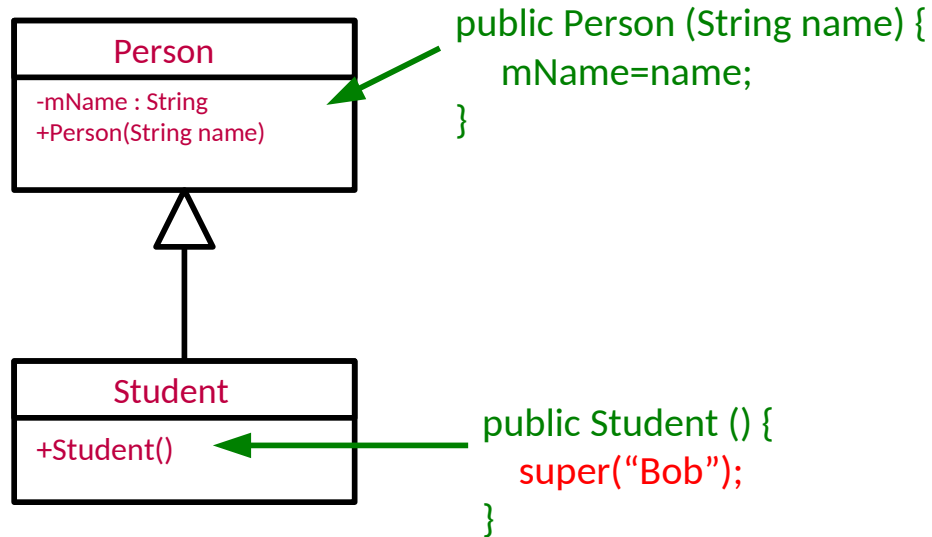 Person
-mName : String
+Person(String name)
public Person (String name) {
mName=name;
}
Student
+Student()
public Student () {
super(“Bob”);
}